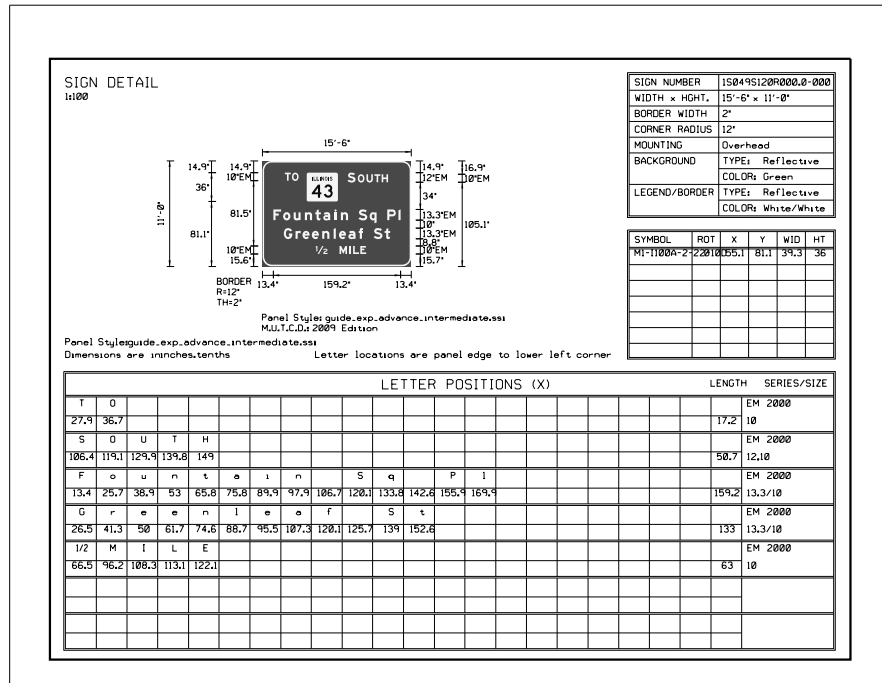 SIGN DETAIL
1:100
SIGN NUMBER 1S049S120R000.0-000
WIDTH x HGHT. 15'-6" x 11'-0"
BORDER WIDTH 2"
CORNER RADIUS 12"
MOUNTING Overhead
BACKGROUND TYPE: Reflective
COLOR: Green
LEGEND/BORDER TYPE: Reflective
COLOR: White/White
15'-6"
11'-0"
14.9" 14.9" 14.9" 16.9"
10"EM 12"EM 10"EM
36" 34"
81.5" 13.3"EM
10" 105.1"
81.1" 13.3"EM
8.8"
10"EM 10"EM
15.6" 15.7"
TO ILLINOIS 43 SOUTH
Fountain Sq Pl
Greenleaf St
1/2 MILE
BORDER 13.4" 159.2" 13.4"
R=12"
TH=2"
Panel Style: guide_exp_advance_intermediate.ssi
M.U.T.C.D.: 2009 Edition
SYMBOL ROT X Y WID HT
M1-I100A-2-22010D 55.1 81.1 39.3 36
Panel Style:guide_exp_advance_intermediate.ssi
Dimensions are in inches.tenths Letter locations are panel edge to lower left corner
LETTER POSITIONS (X) LENGTH SERIES/SIZE
T O EM 2000
27.9 36.7 17.2 10
S O U T H EM 2000
106.4 119.1 129.9 139.8 149 50.7 12,10
F o u n t a i n S q P l EM 2000
13.4 25.7 38.9 53 65.8 75.8 89.9 97.9 106.7 120.1 133.8 142.6 155.9 169.9 159.2 13.3/10
G r e e n l e a f S t EM 2000
26.5 41.3 50 61.7 74.6 88.7 95.5 107.3 120.1 125.7 139 152.6 133 13.3/10
1/2 M I L E EM 2000
66.5 96.2 108.3 113.1 122.1 63 10